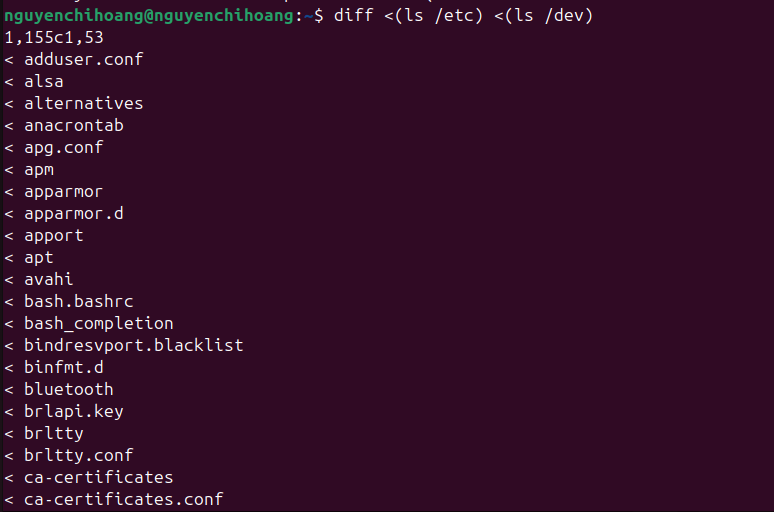 nguyenchihoang@nguyenchihoang:~$ diff <(ls /etc) <(ls /dev)
1,155c1,53
< adduser.conf
< alsa
< alternatives
< anacrontab
< apg.conf
< apm
< apparmor
< apparmor.d
< apport
< apt
< avahi
< bash.bashrc
< bash_completion
< bindresvport.blacklist
< binfmt.d
< bluetooth
< brlapi.key
< brltty
< brltty.conf
< ca-certificates
< ca-certificates.conf